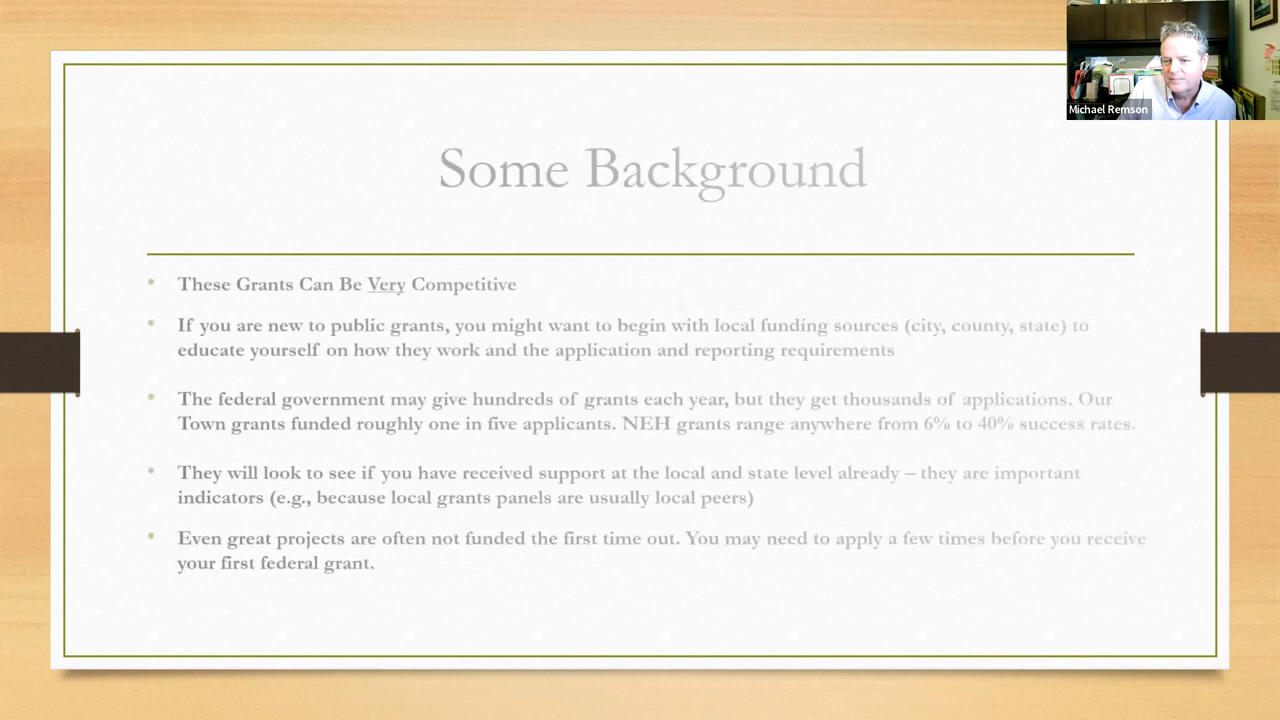 Michael Remson
Some Background
• These Grants Can Be Very Competitive
• If you are new to public grants, you might want to begin with local funding sources (city, county, state) to
educate yourself on how they work and the application and reporting requirements
• The federal government may give hundreds of grants each year, but they get thousands of applications. Our
Town grants funded roughly one in five applicants. NEH grants range anywhere from 6% to 40% success rates.
• They will look to see if you have received support at the local and state level already – they are important
indicators (e.g., because local grants panels are usually local peers)
• Even great projects are often not funded the first time out. You may need to apply a few times before you receive
your first federal grant.